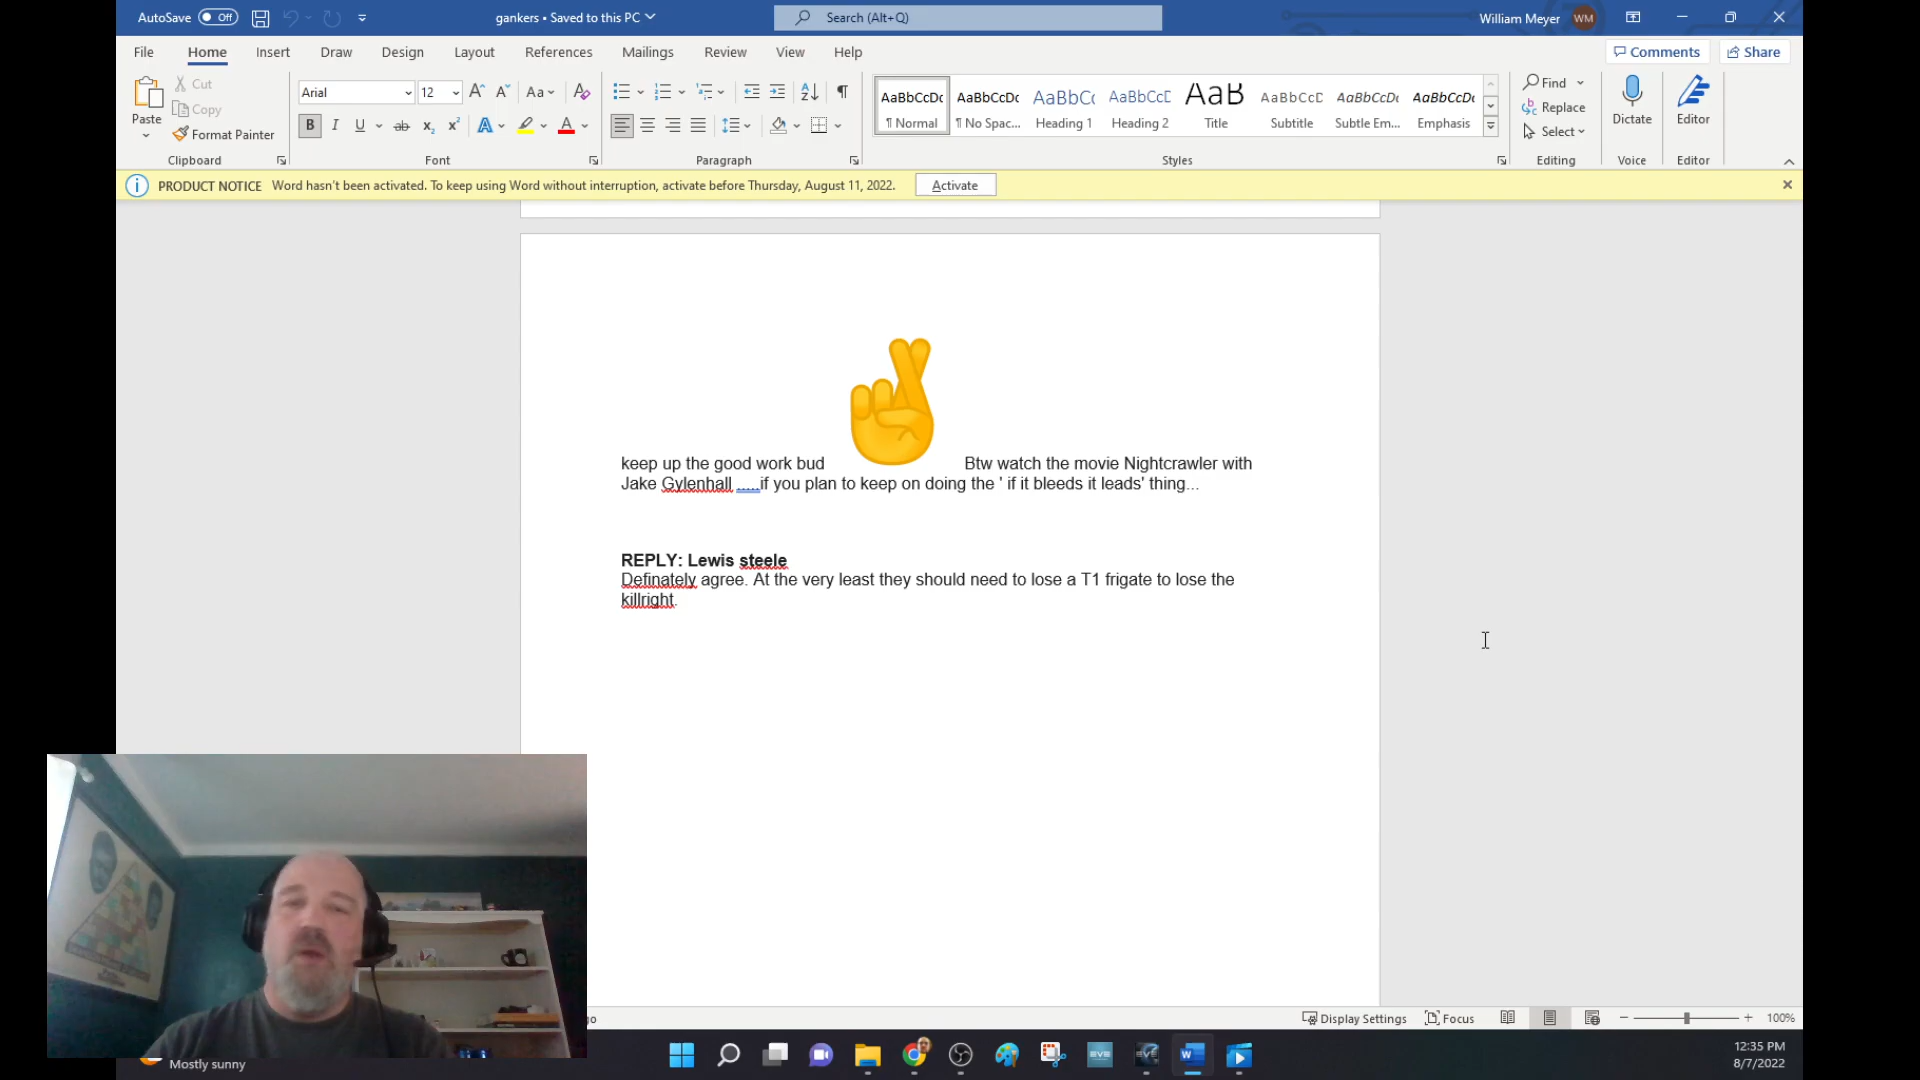 AutoSave Off gankers • Saved to this PC Search (Alt+Q) William Meyer WM
File Home Insert Draw Design Layout References Mailings Review View Help Comments Share
Paste Cut Copy Format Painter
Clipboard
Arial 12
Font
Paragraph
AaBbCcDc AaBbCcDc AaBbCc AaBbCcD AaB AaBbCcD AaBbCcDc AaBbCcDc
¶ Normal ¶ No Spac... Heading 1 Heading 2 Title Subtitle Subtle Em... Emphasis
Styles
Find Replace Select
Editing
Dictate
Voice
Editor
Editor
PRODUCT NOTICE Word hasn't been activated. To keep using Word without interruption, activate before Thursday, August 11, 2022. Activate
keep up the good work bud Btw watch the movie Nightcrawler with
Jake Gylenhall .....if you plan to keep on doing the ' if it bleeds it leads' thing...
REPLY: Lewis steele
Definately agree. At the very least they should need to lose a T1 frigate to lose the
killright.
Display Settings Focus 100%
Mostly sunny
EVE EVE
12:35 PM
8/7/2022